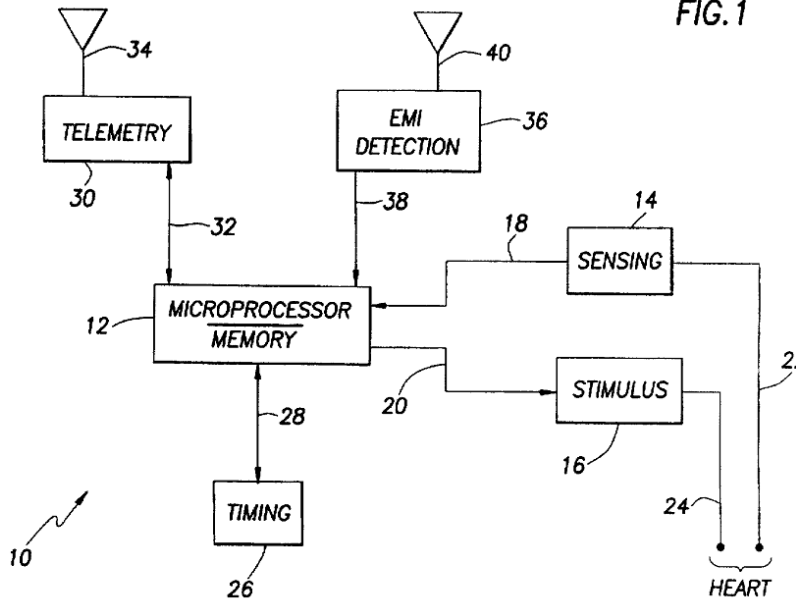 FIG. 1
34
40
TELEMETRY
EMI
DETECTION
36
30
32
38
18
14
SENSING
12
MICROPROCESSOR
MEMORY
20
STIMULUS
16
28
24
TIMING
26
10
HEART